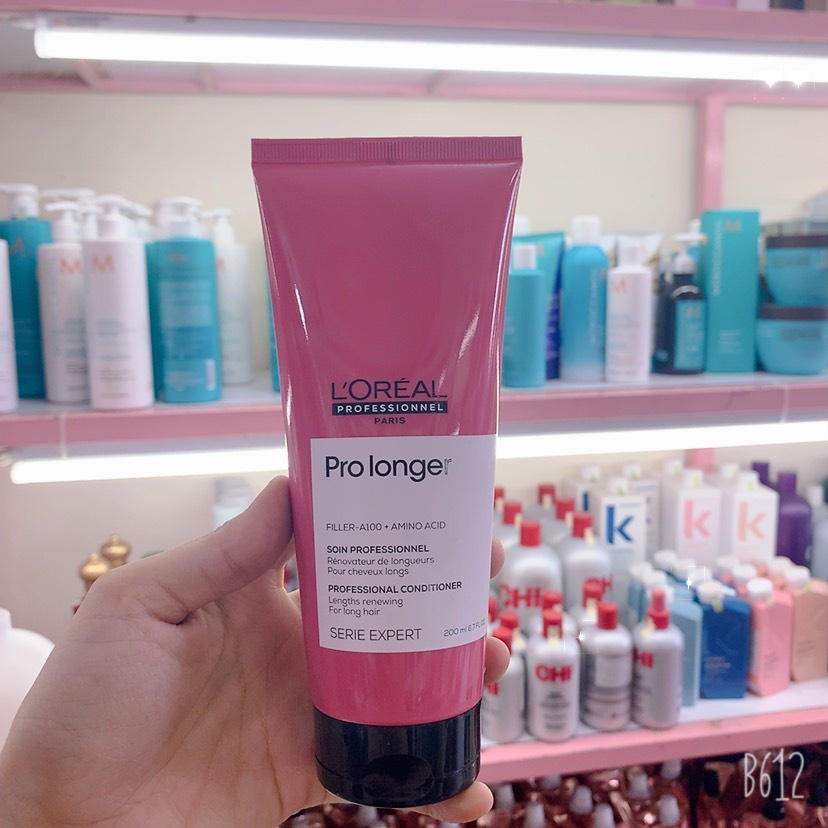 L'ORÉAL
PROFESSIONNEL
PARIS
Pro longer
FILLER-A100 + AMINO ACID
SOIN PROFESSIONNEL
Rénovateur de longueurs
Pour cheveux longs
PROFESSIONAL CONDITIONER
Lengths renewing
For long hair
SERIE EXPERT
200 ml 6.7 FL
M
M
k
k
k
CHI
CHI
CHI
B612